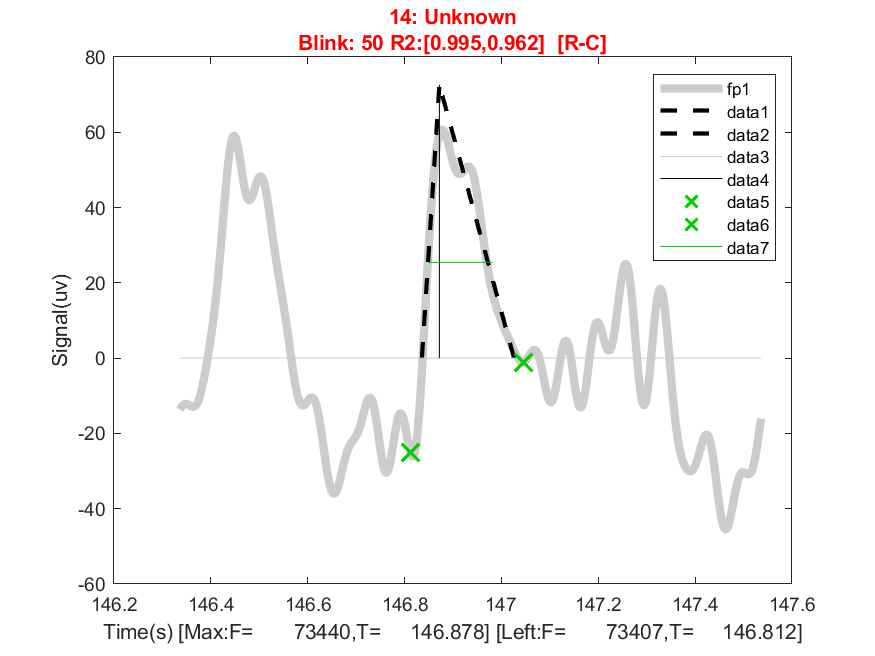 14: Unknown
Blink: 50 R2:[0.995,0.962] [R-C]
80
60
40
20
0
-20
-40
-60
Signal(uv)
fp1
data1
data2
data3
data4
data5
data6
data7
146.2 146.4 146.6 146.8 147 147.2 147.4 147.6
Time(s) [Max:F= 73440,T= 146.878] [Left:F= 73407,T= 146.812]